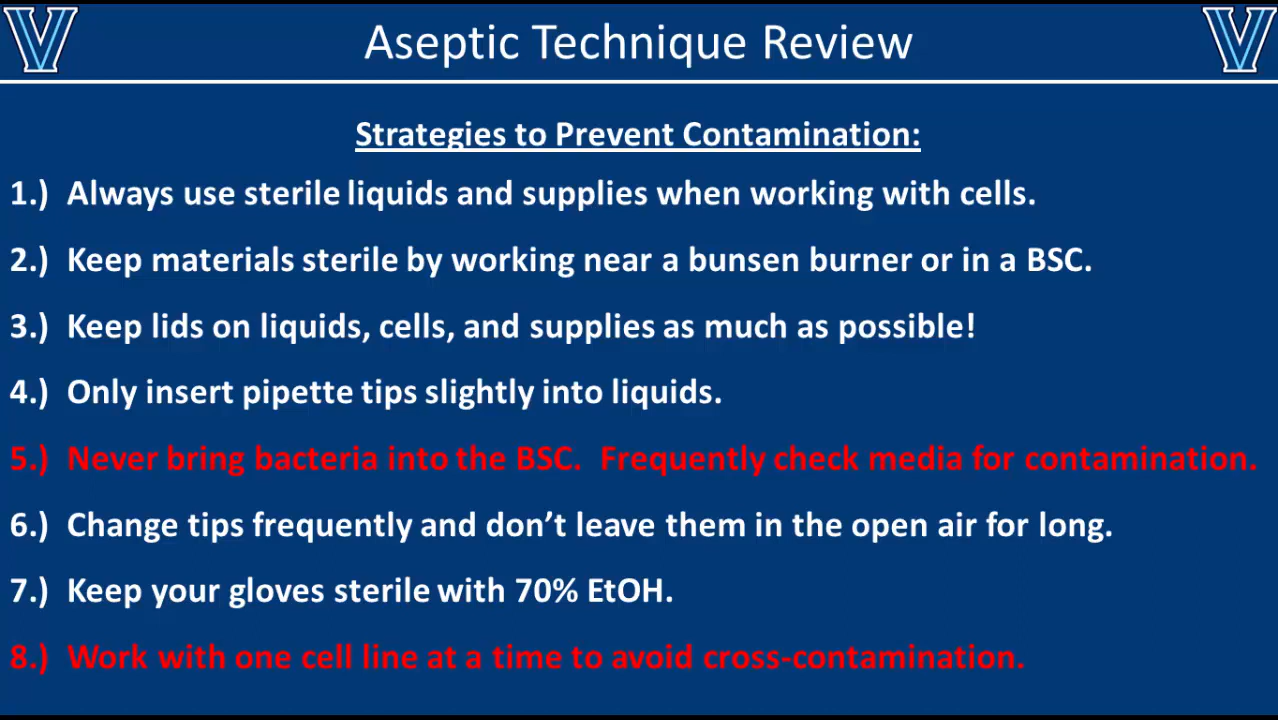 V
V
Aseptic Technique Review
Strategies to Prevent Contamination:
1.) Always use sterile liquids and supplies when working with cells.
2.) Keep materials sterile by working near a bunsen burner or in a BSC.
3.) Keep lids on liquids, cells, and supplies as much as possible!
4.) Only insert pipette tips slightly into liquids.
5.) Never bring bacteria into the BSC. Frequently check media for contamination.
6.) Change tips frequently and don’t leave them in the open air for long.
7.) Keep your gloves sterile with 70% EtOH.
8.) Work with one cell line at a time to avoid cross-contamination.